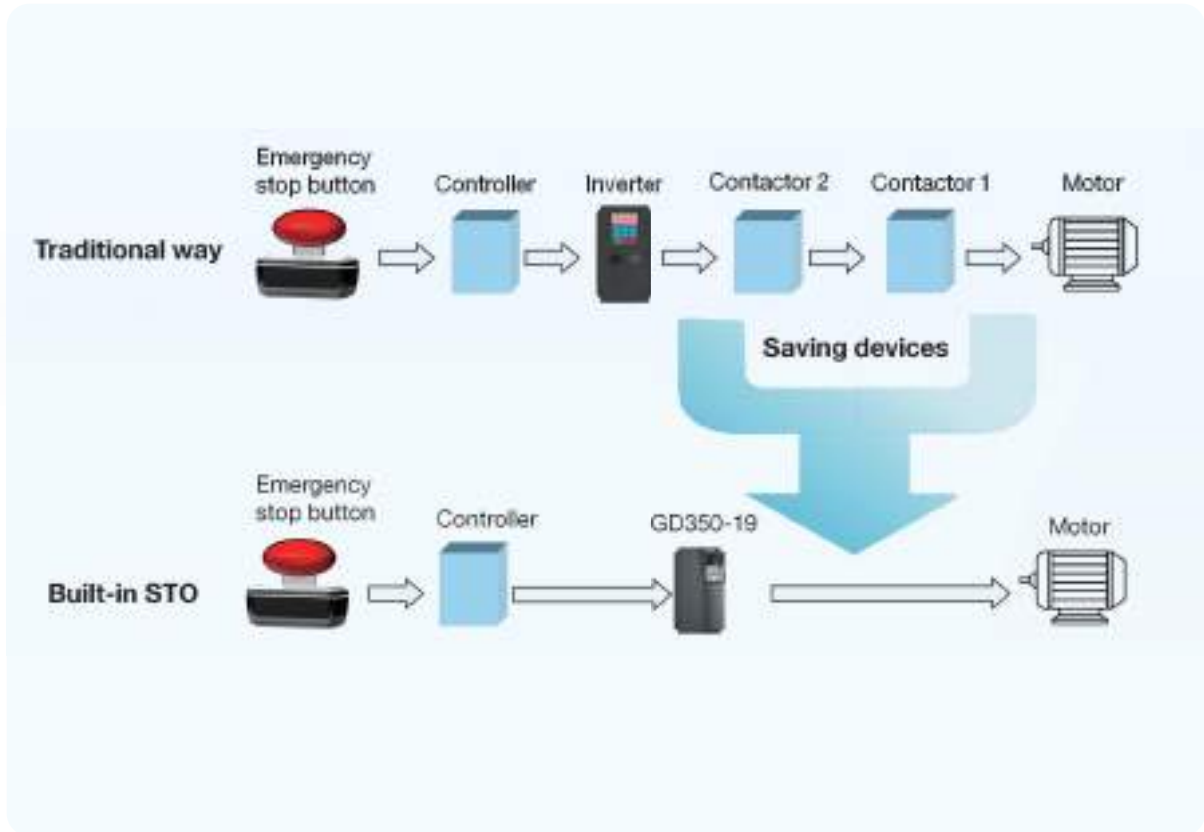 Emergency
stop button
Controller
Inverter
Contactor 2
Contactor 1
Motor
Traditional way
Saving devices
Emergency
stop button
Controller
GD350-19
Motor
Built-in STO